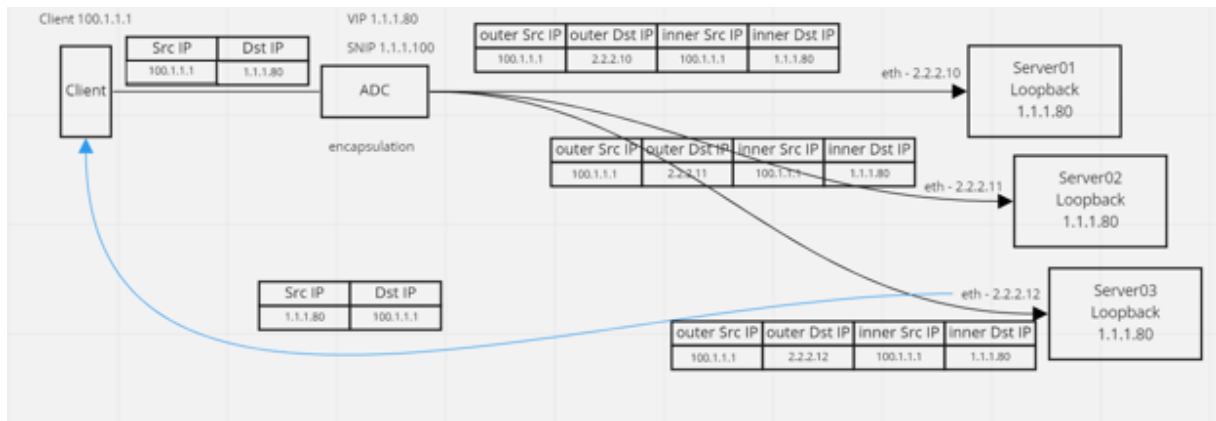 Client 100.1.1.1
VIP 1.1.1.80
SNIP 1.1.1.100
Src IP Dst IP
100.1.1.1 1.1.1.80
Client
ADC
encapsulation
outer Src IP outer Dst IP inner Src IP inner Dst IP
100.1.1.1 2.2.2.10 100.1.1.1 1.1.1.80
eth - 2.2.2.10
Server01
Loopback
1.1.1.80
outer Src IP outer Dst IP inner Src IP inner Dst IP
100.1.1.1 2.2.2.11 100.1.1.1 1.1.1.80
eth - 2.2.2.11
Server02
Loopback
1.1.1.80
Src IP Dst IP
1.1.1.80 100.1.1.1
eth - 2.2.2.12
Server03
Loopback
1.1.1.80
outer Src IP outer Dst IP inner Src IP inner Dst IP
100.1.1.1 2.2.2.12 100.1.1.1 1.1.1.80